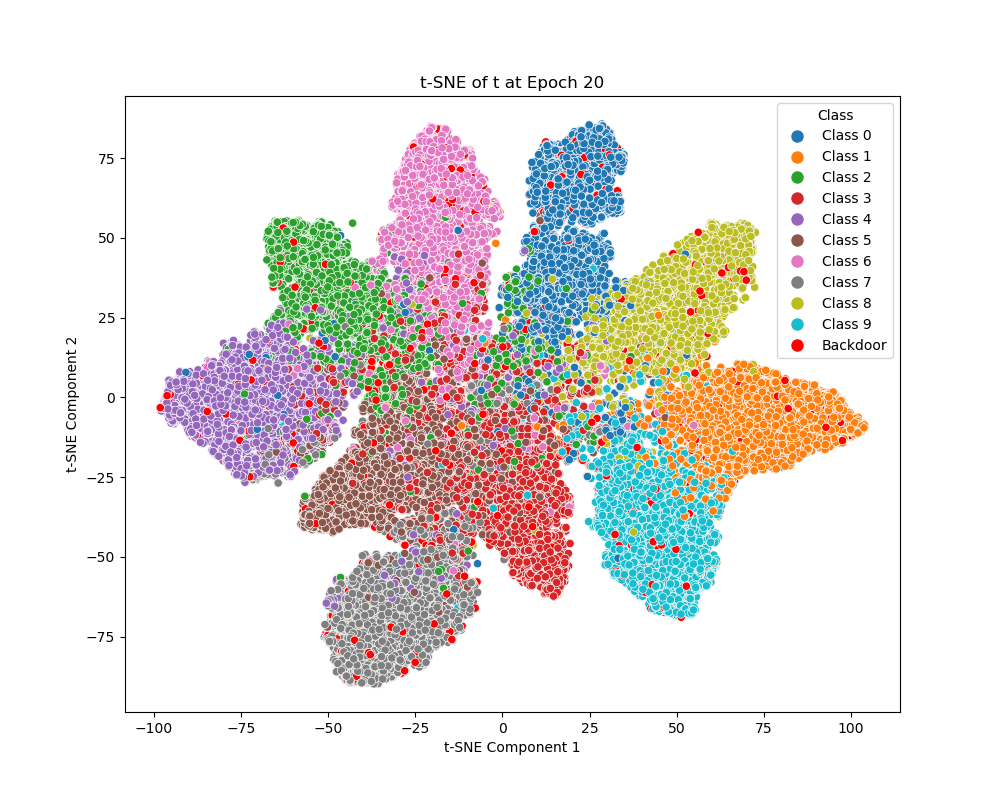 t-SNE of t at Epoch 20
Class
Class 0
Class 1
Class 2
Class 3
Class 4
Class 5
Class 6
Class 7
Class 8
Class 9
Backdoor
75
50
25
0
−25
−50
−75
t-SNE Component 2
−100 −75 −50 −25 0 25 50 75 100
t-SNE Component 1